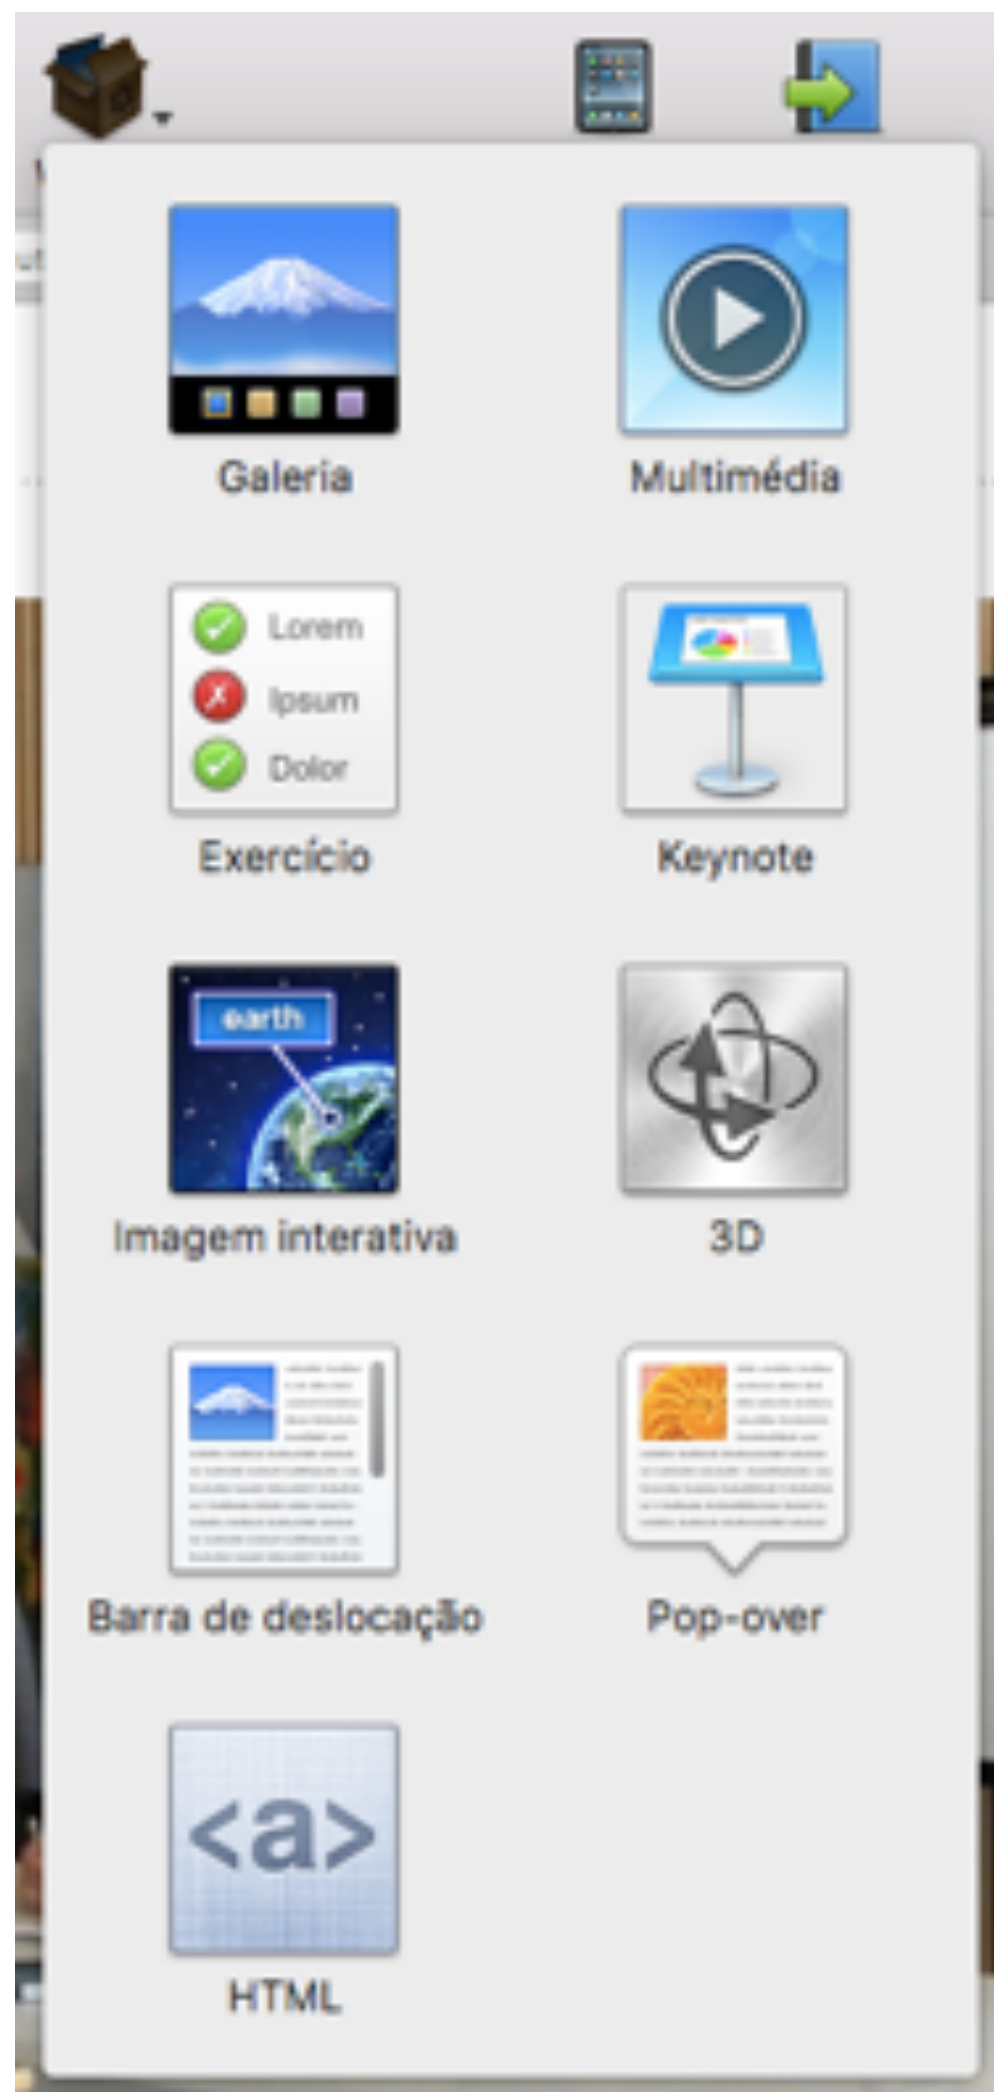 Galeria
Multimédia
Lorem
Ipsum
Dolor
Exercício
Keynote
earth
Imagem interativa
3D
Barra de deslocação
Pop-over
<a>
HTML